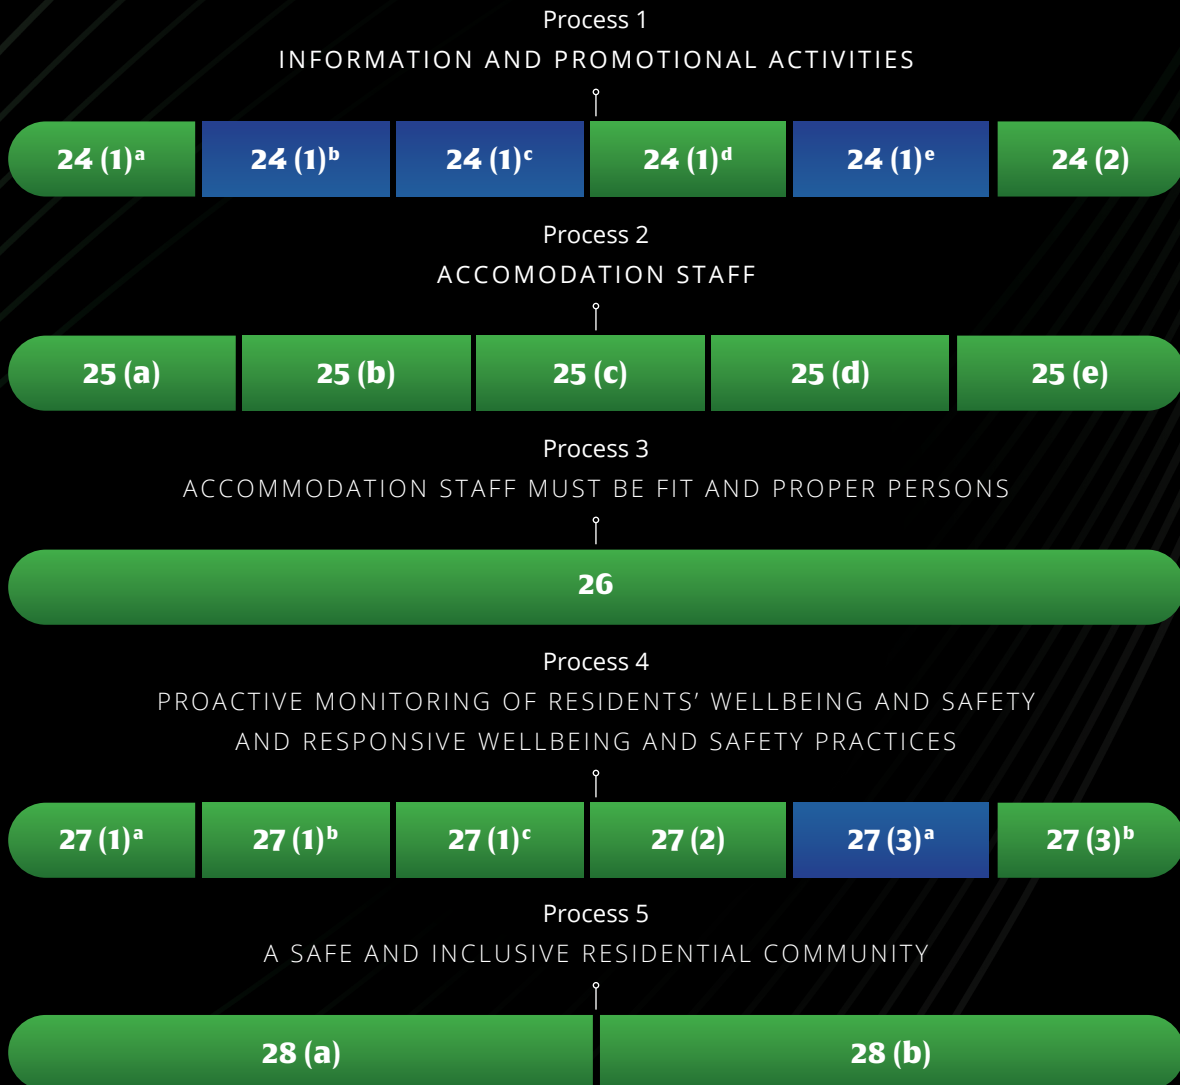 Process 1
INFORMATION AND PROMOTIONAL ACTIVITIES
24 (1)ᵃ 24 (1)ᵇ 24 (1)ᶜ 24 (1)ᵈ 24 (1)ᵉ 24 (2)
Process 2
ACCOMODATION STAFF
25 (a) 25 (b) 25 (c) 25 (d) 25 (e)
Process 3
ACCOMMODATION STAFF MUST BE FIT AND PROPER PERSONS
26
Process 4
PROACTIVE MONITORING OF RESIDENTS’ WELLBEING AND SAFETY
AND RESPONSIVE WELLBEING AND SAFETY PRACTICES
27 (1)ᵃ 27 (1)ᵇ 27 (1)ᶜ 27 (2) 27 (3)ᵃ 27 (3)ᵇ
Process 5
A SAFE AND INCLUSIVE RESIDENTIAL COMMUNITY
28 (a) 28 (b)